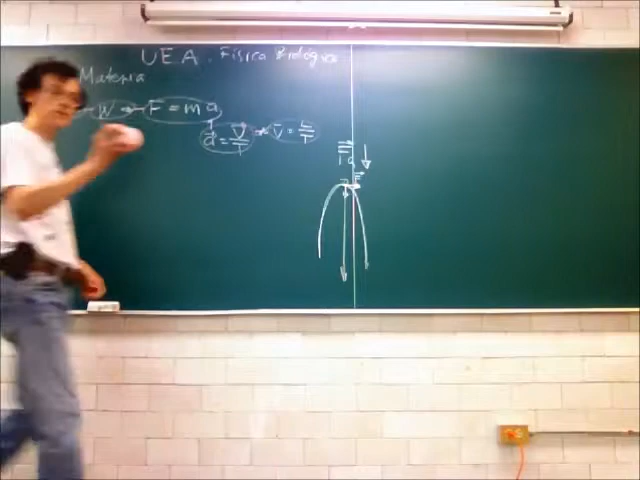 UEA. Física Biológica
Materia
W → F = m a
a = V/T → V = L/T
F